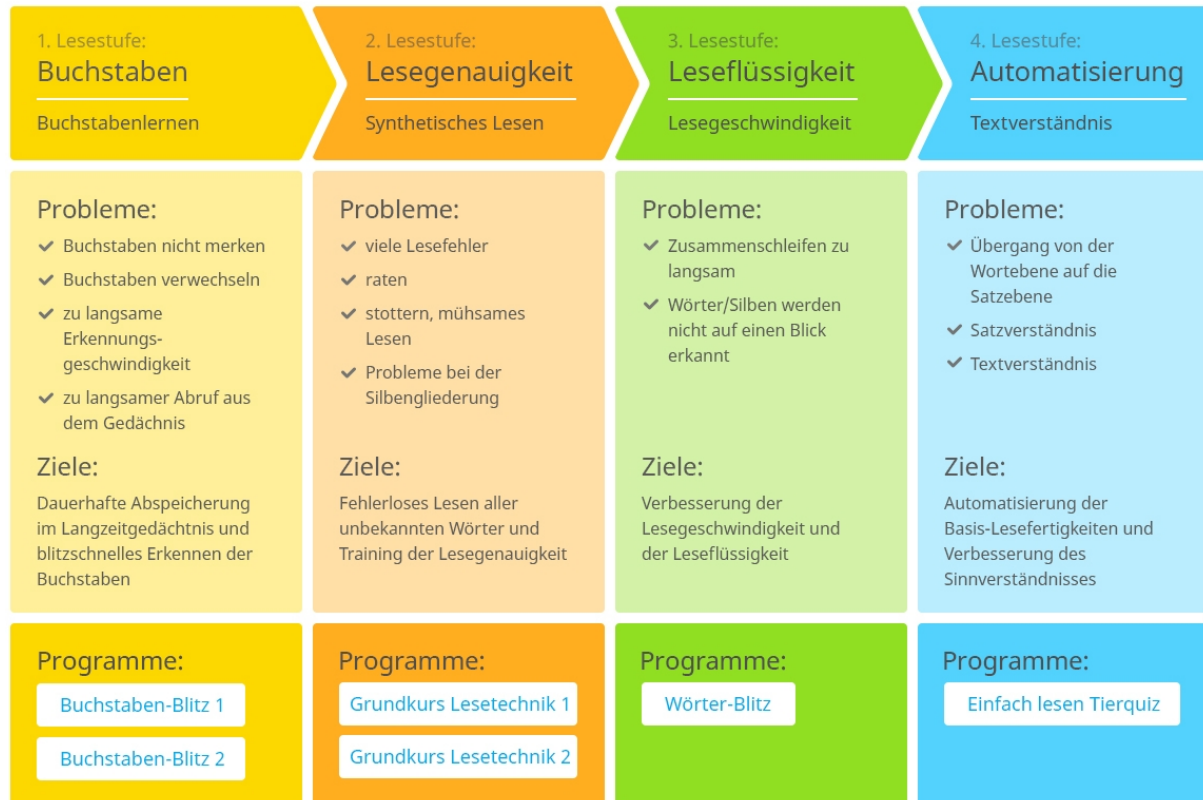 1. Lesestufe:
Buchstaben
Buchstabenlernen
2. Lesestufe:
Lesegenauigkeit
Synthetisches Lesen
3. Lesestufe:
Leseflüssigkeit
Lesegeschwindigkeit
4. Lesestufe:
Automatisierung
Textverständnis
Probleme:
Buchstaben nicht merken
Buchstaben verwechseln
zu langsame
Erkennungs-
geschwindigkeit
zu langsamer Abruf aus
dem Gedächnis
Ziele:
Dauerhafte Abspeicherung
im Langzeitgedächtnis und
blitzschnelles Erkennen der
Buchstaben
Probleme:
viele Lesefehler
raten
stottern, mühsames
Lesen
Probleme bei der
Silbengliederung
Ziele:
Fehlerloses Lesen aller
unbekannten Wörter und
Training der Lesegenauigkeit
Probleme:
Zusammenschleifen zu
langsam
Wörter/Silben werden
nicht auf einen Blick
erkannt
Ziele:
Verbesserung der
Lesegeschwindigkeit und
der Leseflüssigkeit
Probleme:
Übergang von der
Wortebene auf die
Satzebene
Satzverständnis
Textverständnis
Ziele:
Automatisierung der
Basis-Lesefertigkeiten und
Verbesserung des
Sinnverständnisses
Programme:
Buchstaben-Blitz 1
Buchstaben-Blitz 2
Programme:
Grundkurs Lesetechnik 1
Grundkurs Lesetechnik 2
Programme:
Wörter-Blitz
Programme:
Einfach lesen Tierquiz